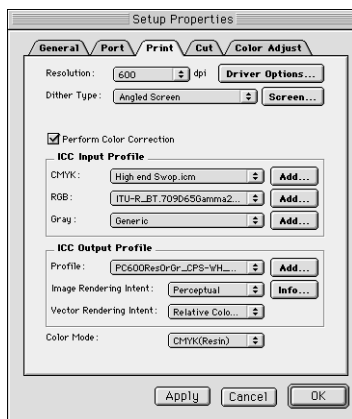 Setup Properties
General Port Print Cut Color Adjust
Resolution: 600 dpi Driver Options...
Dither Type: Angled Screen Screen...
Perform Color Correction
ICC Input Profile
CMYK: High end Swop.icm Add...
RGB: ITU-R_BT.709D65Gamma2... Add...
Gray: Generic Add...
ICC Output Profile
Profile: PC600ResOrGr_CPS-WH_... Add...
Image Rendering Intent: Perceptual Info...
Vector Rendering Intent: Relative Colo...
Color Mode: CMYK(Resin)
Apply Cancel OK